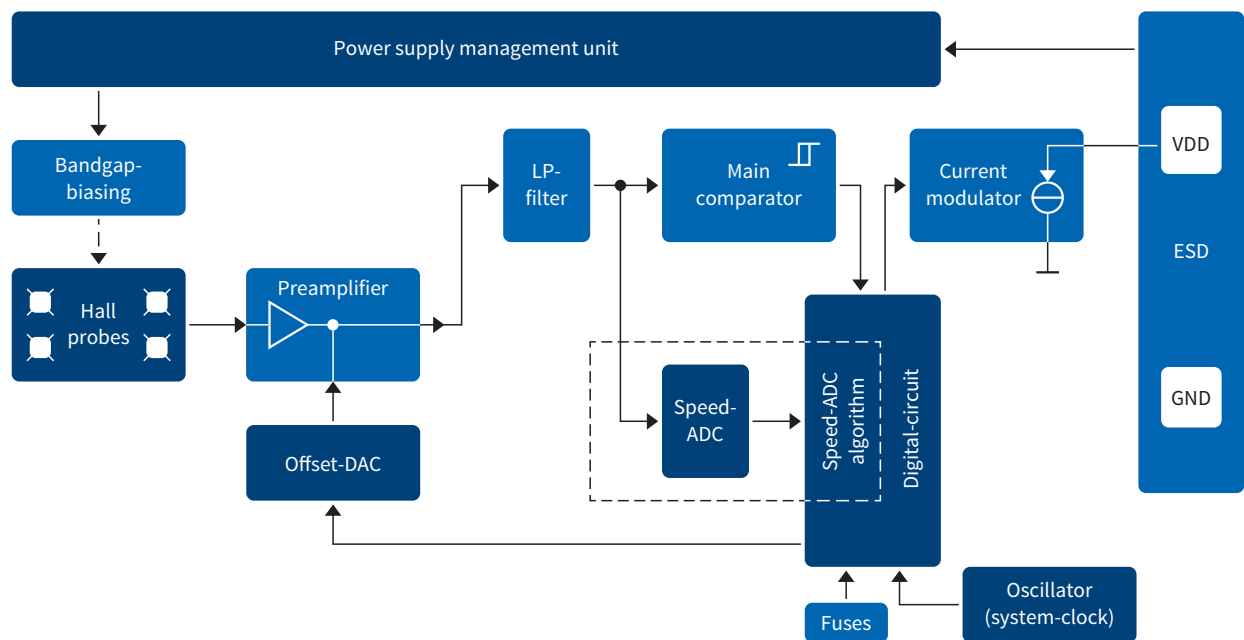 Power supply management unit
Bandgap-
biasing
LP-
filter
Main
comparator
Current
modulator
VDD
ESD
GND
Hall
probes
Preamplifier
Speed-
ADC
Speed-ADC
algorithm
Digital-circuit
Offset-DAC
Fuses
Oscillator
(system-clock)